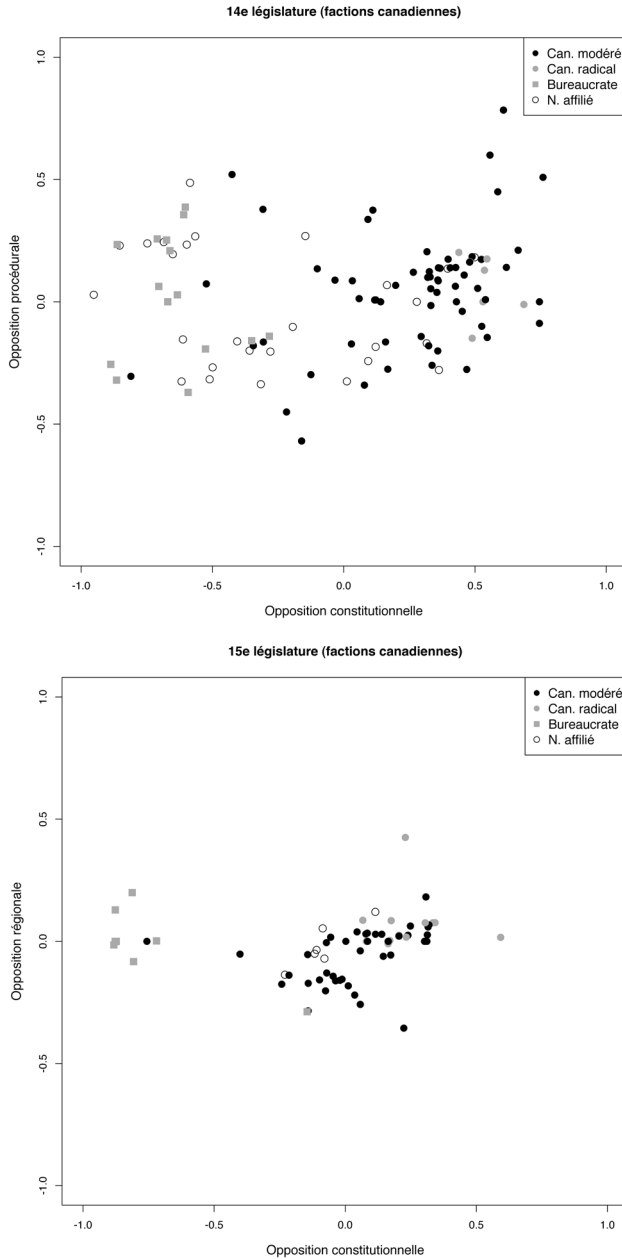 14e législature (factions canadiennes)
Can. modéré
Can. radical
Bureaucrate
N. affilié
1.0
0.5
0.0
-0.5
-1.0
Opposition procédurale
-1.0 -0.5 0.0 0.5 1.0
Opposition constitutionnelle
15e législature (factions canadiennes)
Can. modéré
Can. radical
Bureaucrate
N. affilié
1.0
0.5
0.0
-0.5
-1.0
Opposition régionale
-1.0 -0.5 0.0 0.5 1.0
Opposition constitutionnelle